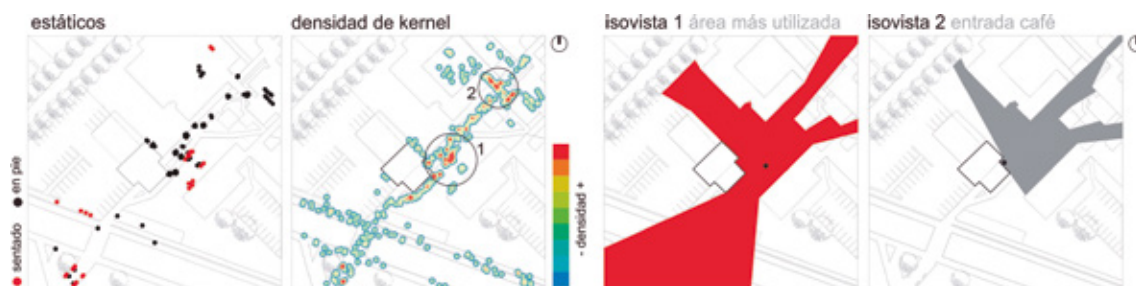 estáticos
densidad de kernel
isovista 1 área más utilizada
isovista 2 entrada café
sentado
en pie
2
1
- densidad +